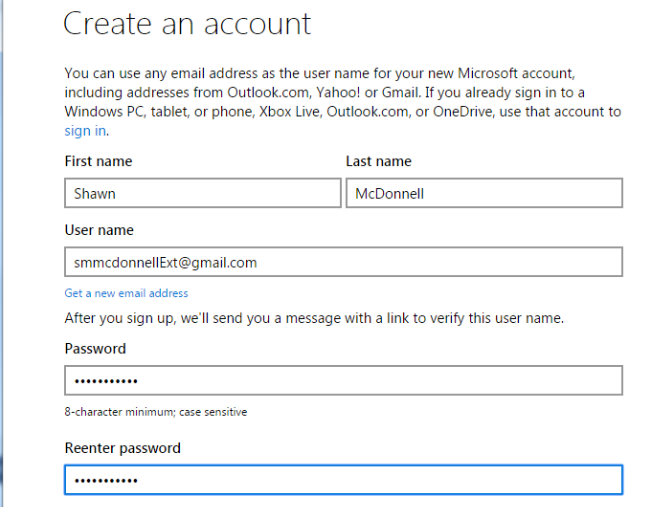 Create an account
You can use any email address as the user name for your new Microsoft account,
including addresses from Outlook.com, Yahoo! or Gmail. If you already sign in to a
Windows PC, tablet, or phone, Xbox Live, Outlook.com, or OneDrive, use that account to
sign in.
First name Last name
Shawn McDonnell
User name
smmcdonnellExt@gmail.com
Get a new email address
After you sign up, we'll send you a message with a link to verify this user name.
Password
•••••••••••
8-character minimum; case sensitive
Reenter password
•••••••••••